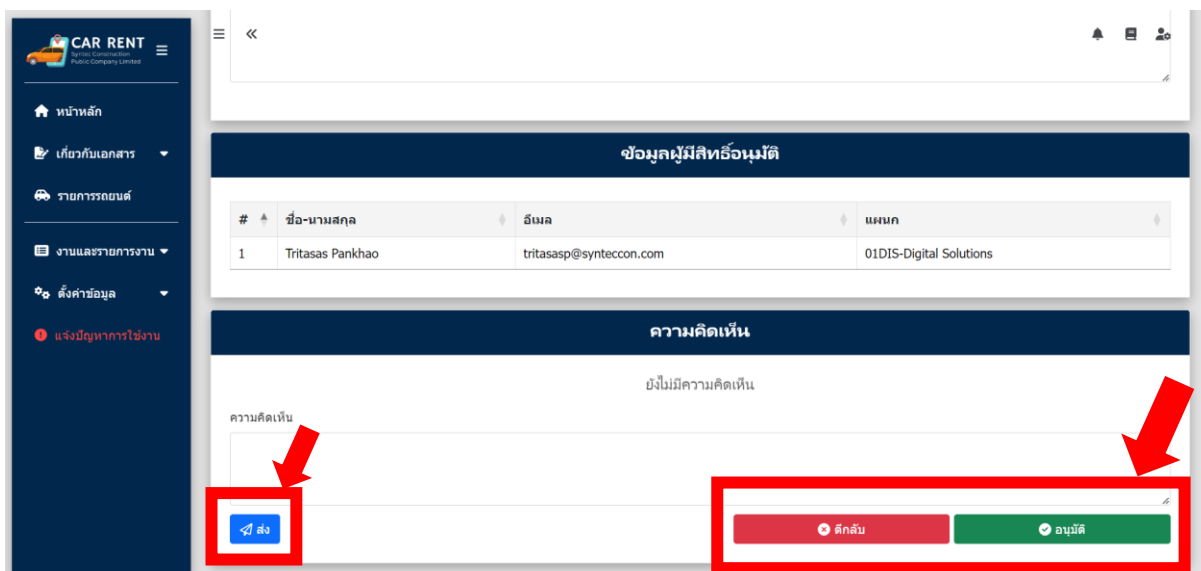 CAR RENT
Syntec Construction
Public Company Limited
หน้าหลัก
เกี่ยวกับเอกสาร
รายการรถยนต์
งานและรายการงาน
ตั้งค่าข้อมูล
แจ้งปัญหาการใช้งาน
ข้อมูลผู้มีสิทธิ์อนุมัติ
# ชื่อ-นามสกุล อีเมล แผนก
1 Tritasas Pankhao tritasasp@synteccon.com 01DIS-Digital Solutions
ความคิดเห็น
ยังไม่มีความคิดเห็น
ความคิดเห็น
ส่ง ตีกลับ อนุมัติ